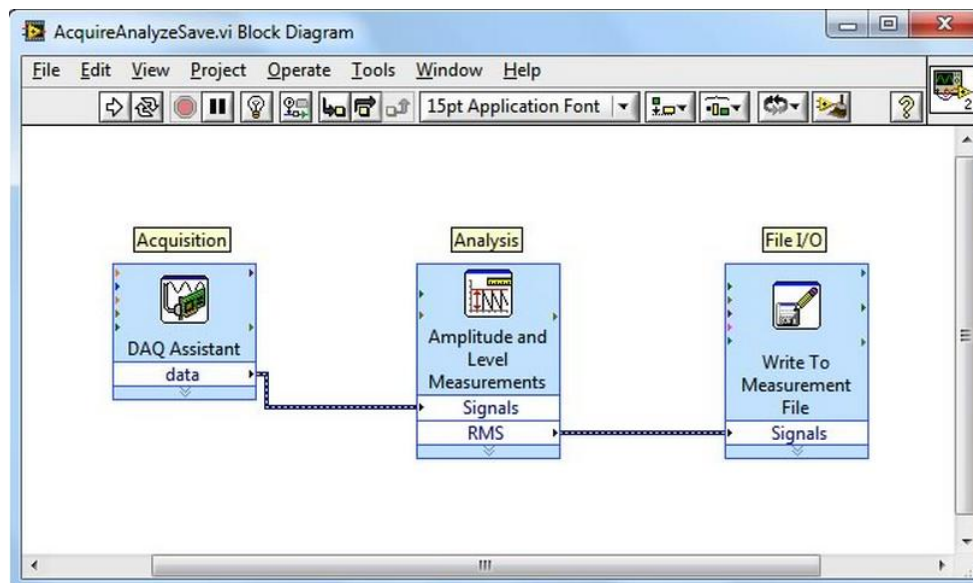 AcquireAnalyzeSave.vi Block Diagram
File Edit View Project Operate Tools Window Help
15pt Application Font
2
Acquisition
DAQ Assistant
data
Analysis
Amplitude and
Level
Measurements
Signals
RMS
File I/O
Write To
Measurement
File
Signals